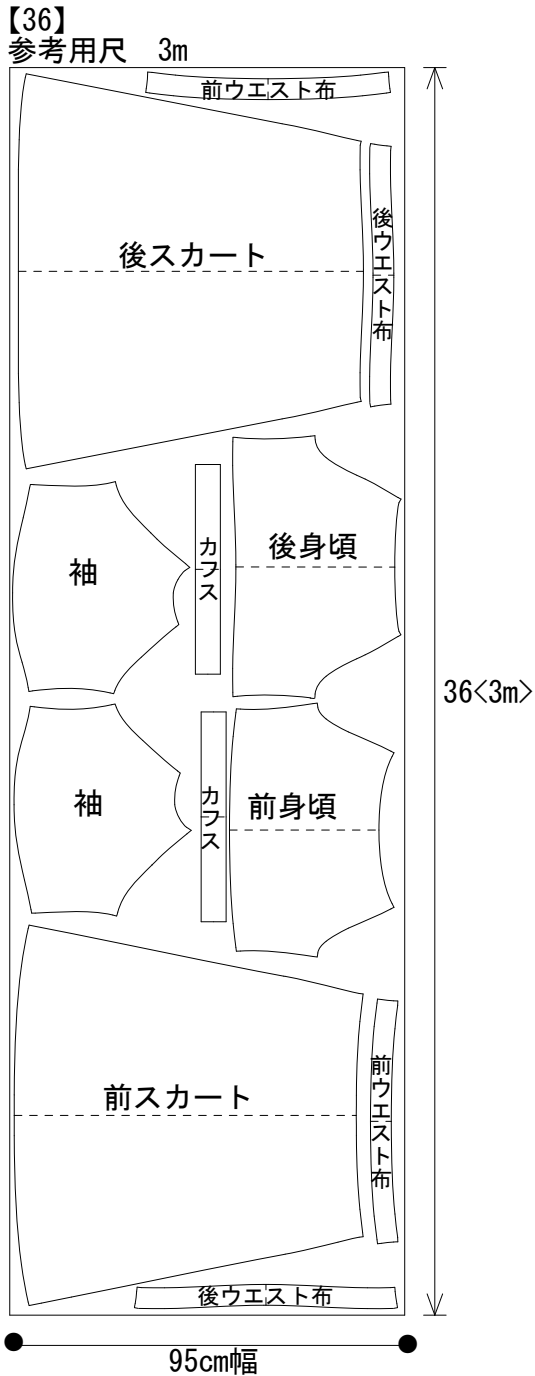 【36】
参考用尺　3m
前ウエスト布
後スカート
後ウエスト布
袖
カフス
後身頃
36<3m>
袖
カフス
前身頃
前スカート
前ウエスト布
後ウエスト布
95cm幅